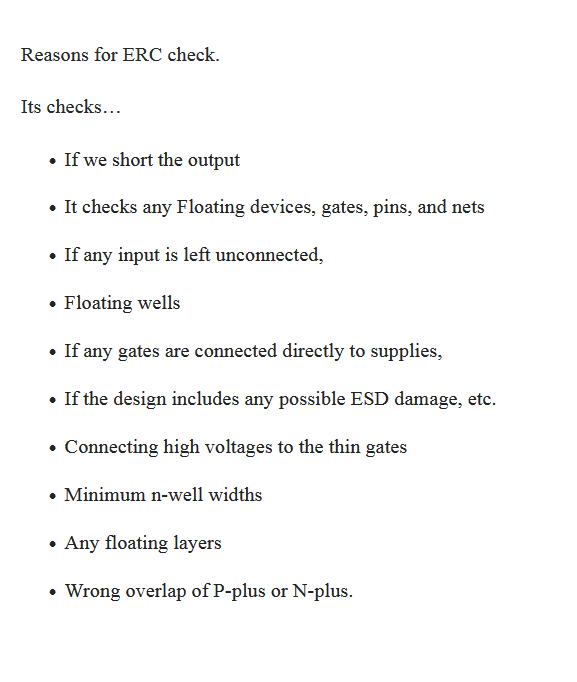 Reasons for ERC check.
Its checks…
• If we short the output
• It checks any Floating devices, gates, pins, and nets
• If any input is left unconnected,
• Floating wells
• If any gates are connected directly to supplies,
• If the design includes any possible ESD damage, etc.
• Connecting high voltages to the thin gates
• Minimum n-well widths
• Any floating layers
• Wrong overlap of P-plus or N-plus.